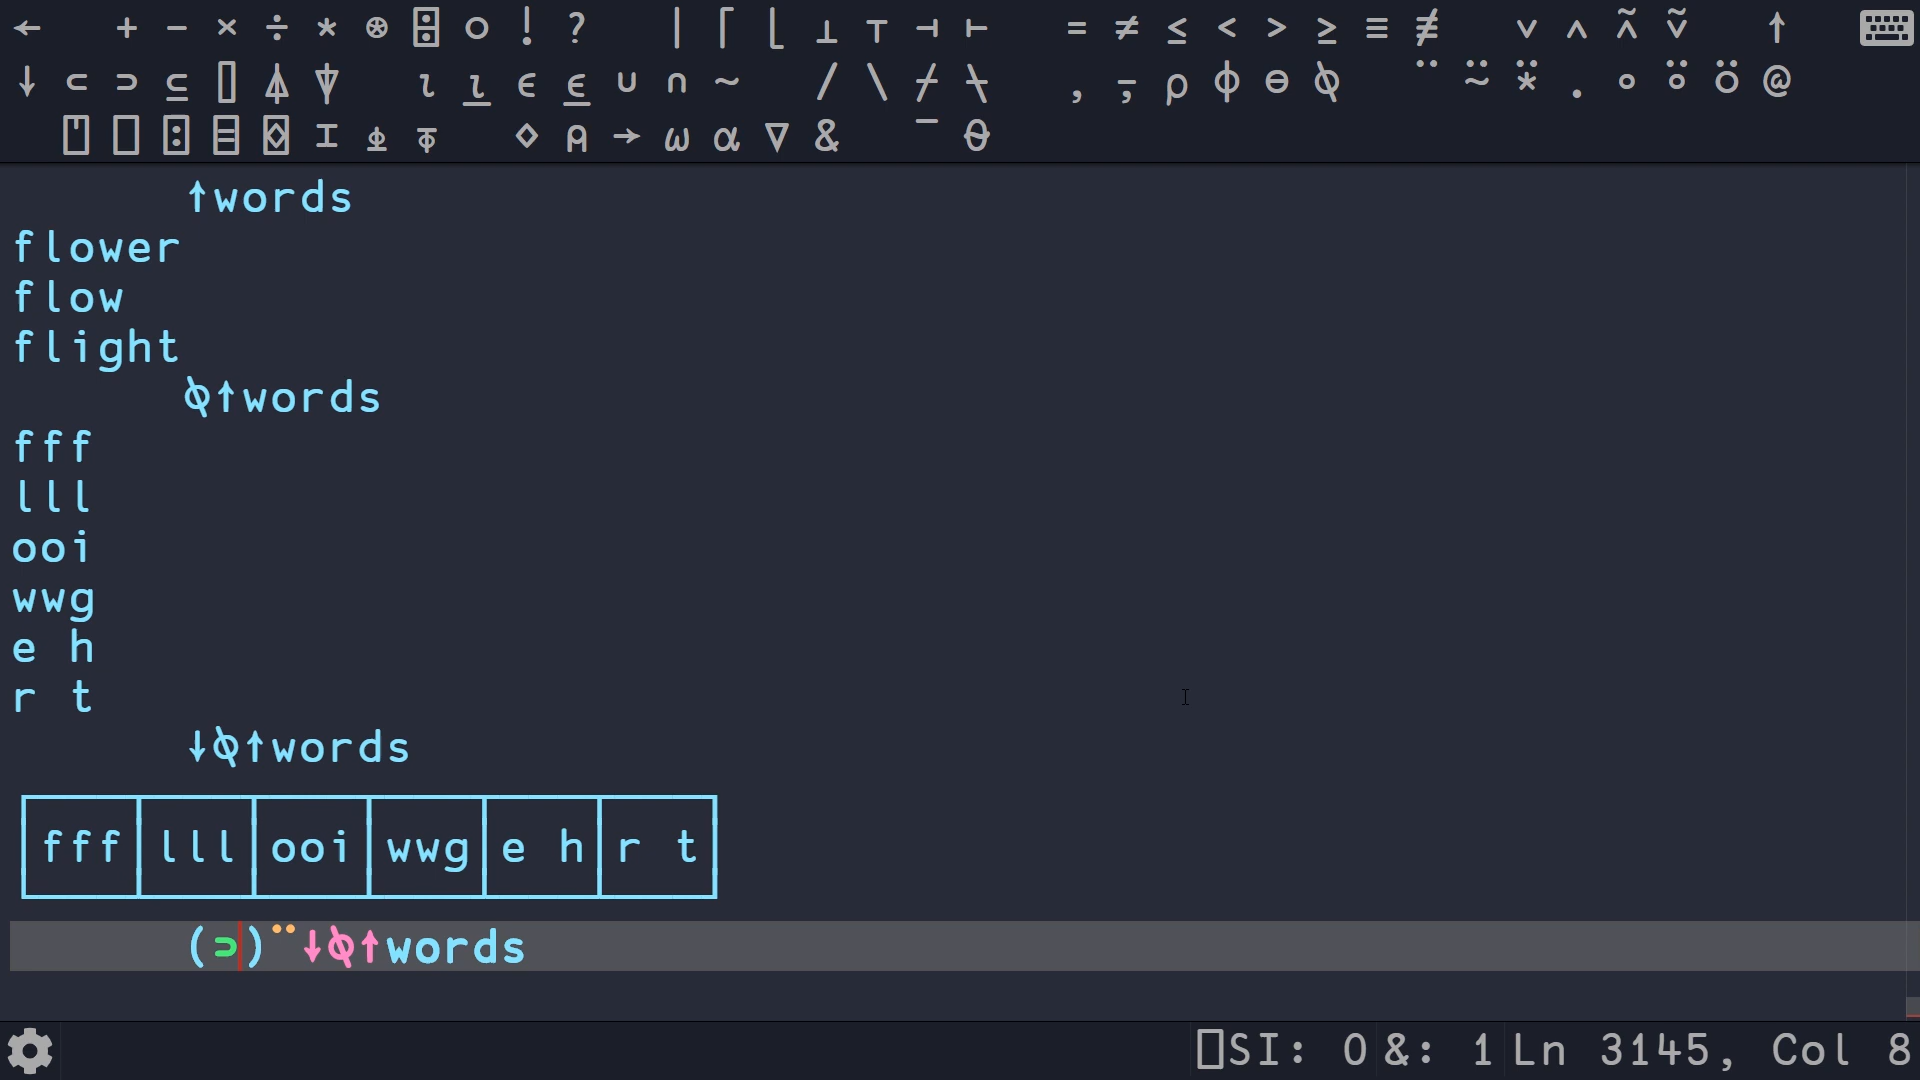 ← + − × ÷ * ⍟ ⌹ ○ ! ? | ⌈ ⌊ ⊥ ⊤ ⊣ ⊢ = ≠ ≤ < > ≥ ≡ ≢ ∨ ∧ ⍲ ⍱ ↑
↓ ⊂ ⊃ ⊆ ⌷ ⍋ ⍒ ⍳ ⍸ ∊ ⍷ ∪ ∩ ~ / \ ⌿ ⍀ , ⍪ ⍴ ⌽ ⊖ ⍉ ¨ ⍨ ⍣ . ∘ ⍤ ⍥ @
⍞ ⎕ ⍠ ⌸ ⌺ ⌶ ⍎ ⍕ ⋄ ⍝ → ⍵ ⍺ ∇ & ¯ ⍬
↑words
flower
flow
flight
⍉↑words
fff
lll
ooi
wwg
e h
r t
↓⍉↑words
fff lll ooi wwg e h r t
(⊃)¨↓⍉↑words
⎕SI: 0 &: 1 Ln 3145, Col 8